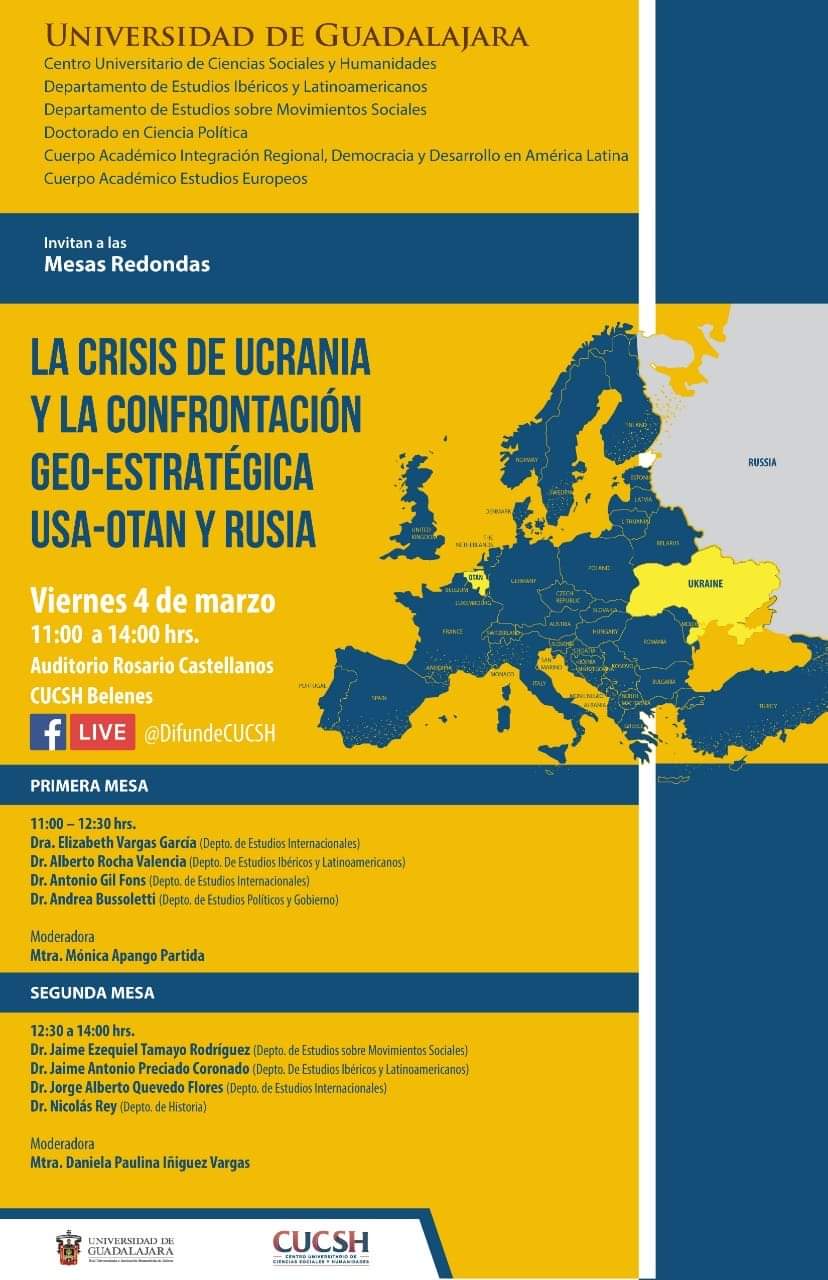 UNIVERSIDAD DE GUADALAJARA
Centro Universitario de Ciencias Sociales y Humanidades
Departamento de Estudios Ibéricos y Latinoamericanos
Departamento de Estudios sobre Movimientos Sociales
Doctorado en Ciencia Política
Cuerpo Académico Integración Regional, Democracia y Desarrollo en América Latina
Cuerpo Académico Estudios Europeos
Invitan a las
Mesas Redondas
LA CRISIS DE UCRANIA
Y LA CONFRONTACIÓN
GEO-ESTRATÉGICA
USA-OTAN Y RUSIA
Viernes 4 de marzo
11:00 a 14:00 hrs.
Auditorio Rosario Castellanos
CUCSH Belenes
f LIVE @DifundeCUCSH
FINLAND
NORWAY
SWEDEN
RUSSIA
ESTONIA
LATVIA
LITHUANIA
DENMARK
UNITED
KINGDOM
THE
NETHERLANDS
BELARUS
POLAND
OTAN
GERMANY
BELGIUM
UKRAINE
LUXEMBOURG
CZECH
REPUBLIC
SLOVAKIA
AUSTRIA
FRANCE
SWITZERLAND
HUNGARY
SLOVENIA
CROATIA
ROMANIA
SAN
MARINO
BOSNIA
ANDORRA
MONACO
ITALY
KOSOVO
BULGARIA
PORTUGAL
SPAIN
MONTENEGRO
NORTH
MACEDONIA
ALBANIA
TURKEY
GREECE
PRIMERA MESA
11:00 – 12:30 hrs.
Dra. Elizabeth Vargas García (Depto. de Estudios Internacionales)
Dr. Alberto Rocha Valencia (Depto. De Estudios Ibéricos y Latinoamericanos)
Dr. Antonio Gil Fons (Depto. de Estudios Internacionales)
Dr. Andrea Bussoletti (Depto. de Estudios Políticos y Gobierno)
Moderadora
Mtra. Mónica Apango Partida
SEGUNDA MESA
12:30 a 14:00 hrs.
Dr. Jaime Ezequiel Tamayo Rodríguez (Depto. de Estudios sobre Movimientos Sociales)
Dr. Jaime Antonio Preciado Coronado (Depto. De Estudios Ibéricos y Latinoamericanos)
Dr. Jorge Alberto Quevedo Flores (Depto. de Estudios Internacionales)
Dr. Nicolás Rey (Depto. de Historia)
Moderadora
Mtra. Daniela Paulina Iñiguez Vargas
UNIVERSIDAD DE
GUADALAJARA
CUCSH
CENTRO UNIVERSITARIO DE
CIENCIAS SOCIALES Y HUMANIDADES